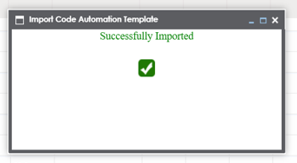 Import Code Automation Template
Successfully Imported